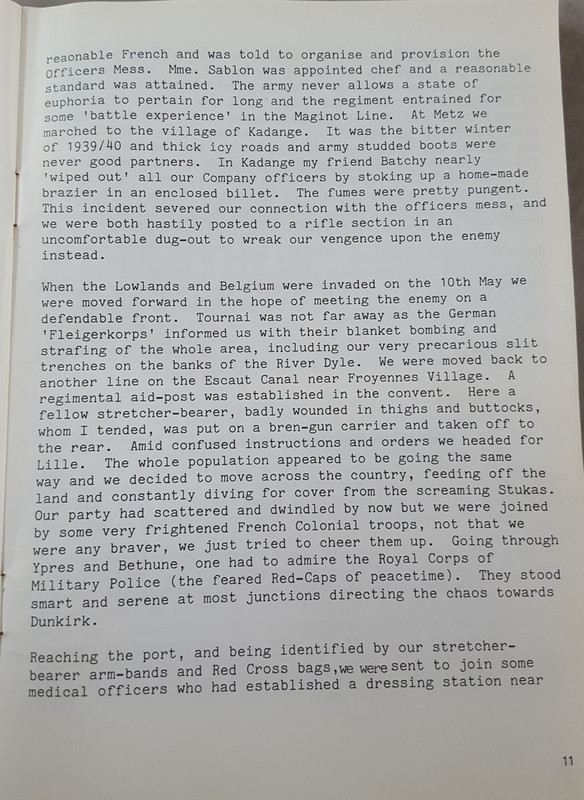 reaonable French and was told to organise and provision the
Officers Mess. Mme. Sablon was appointed chef and a reasonable
standard was attained. The army never allows a state of
euphoria to pertain for long and the regiment entrained for
some 'battle experience' in the Maginot Line. At Metz we
marched to the village of Kadange. It was the bitter winter
of 1939/40 and thick icy roads and army studded boots were
never good partners. In Kadange my friend Batchy nearly
'wiped out' all our Company officers by stoking up a home-made
brazier in an enclosed billet. The fumes were pretty pungent.
This incident severed our connection with the officers mess, and
we were both hastily posted to a rifle section in an
uncomfortable dug-out to wreak our vengence upon the enemy
instead.

When the Lowlands and Belgium were invaded on the 10th May we
were moved forward in the hope of meeting the enemy on a
defendable front. Tournai was not far away as the German
'Fleigerkorps' informed us with their blanket bombing and
strafing of the whole area, including our very precarious slit
trenches on the banks of the River Dyle. We were moved back to
another line on the Escaut Canal near Froyennes Village. A
regimental aid-post was established in the convent. Here a
fellow stretcher-bearer, badly wounded in thighs and buttocks,
whom I tended, was put on a bren-gun carrier and taken off to
the rear. Amid confused instructions and orders we headed for
Lille. The whole population appeared to be going the same
way and we decided to move across the country, feeding off the
land and constantly diving for cover from the screaming Stukas.
Our party had scattered and dwindled by now but we were joined
by some very frightened French Colonial troops, not that we
were any braver, we just tried to cheer them up. Going through
Ypres and Bethune, one had to admire the Royal Corps of
Military Police (the feared Red-Caps of peacetime). They stood
smart and serene at most junctions directing the chaos towards
Dunkirk.

Reaching the port, and being identified by our stretcher-
bearer arm-bands and Red Cross bags,we were sent to join some
medical officers who had established a dressing station near

11